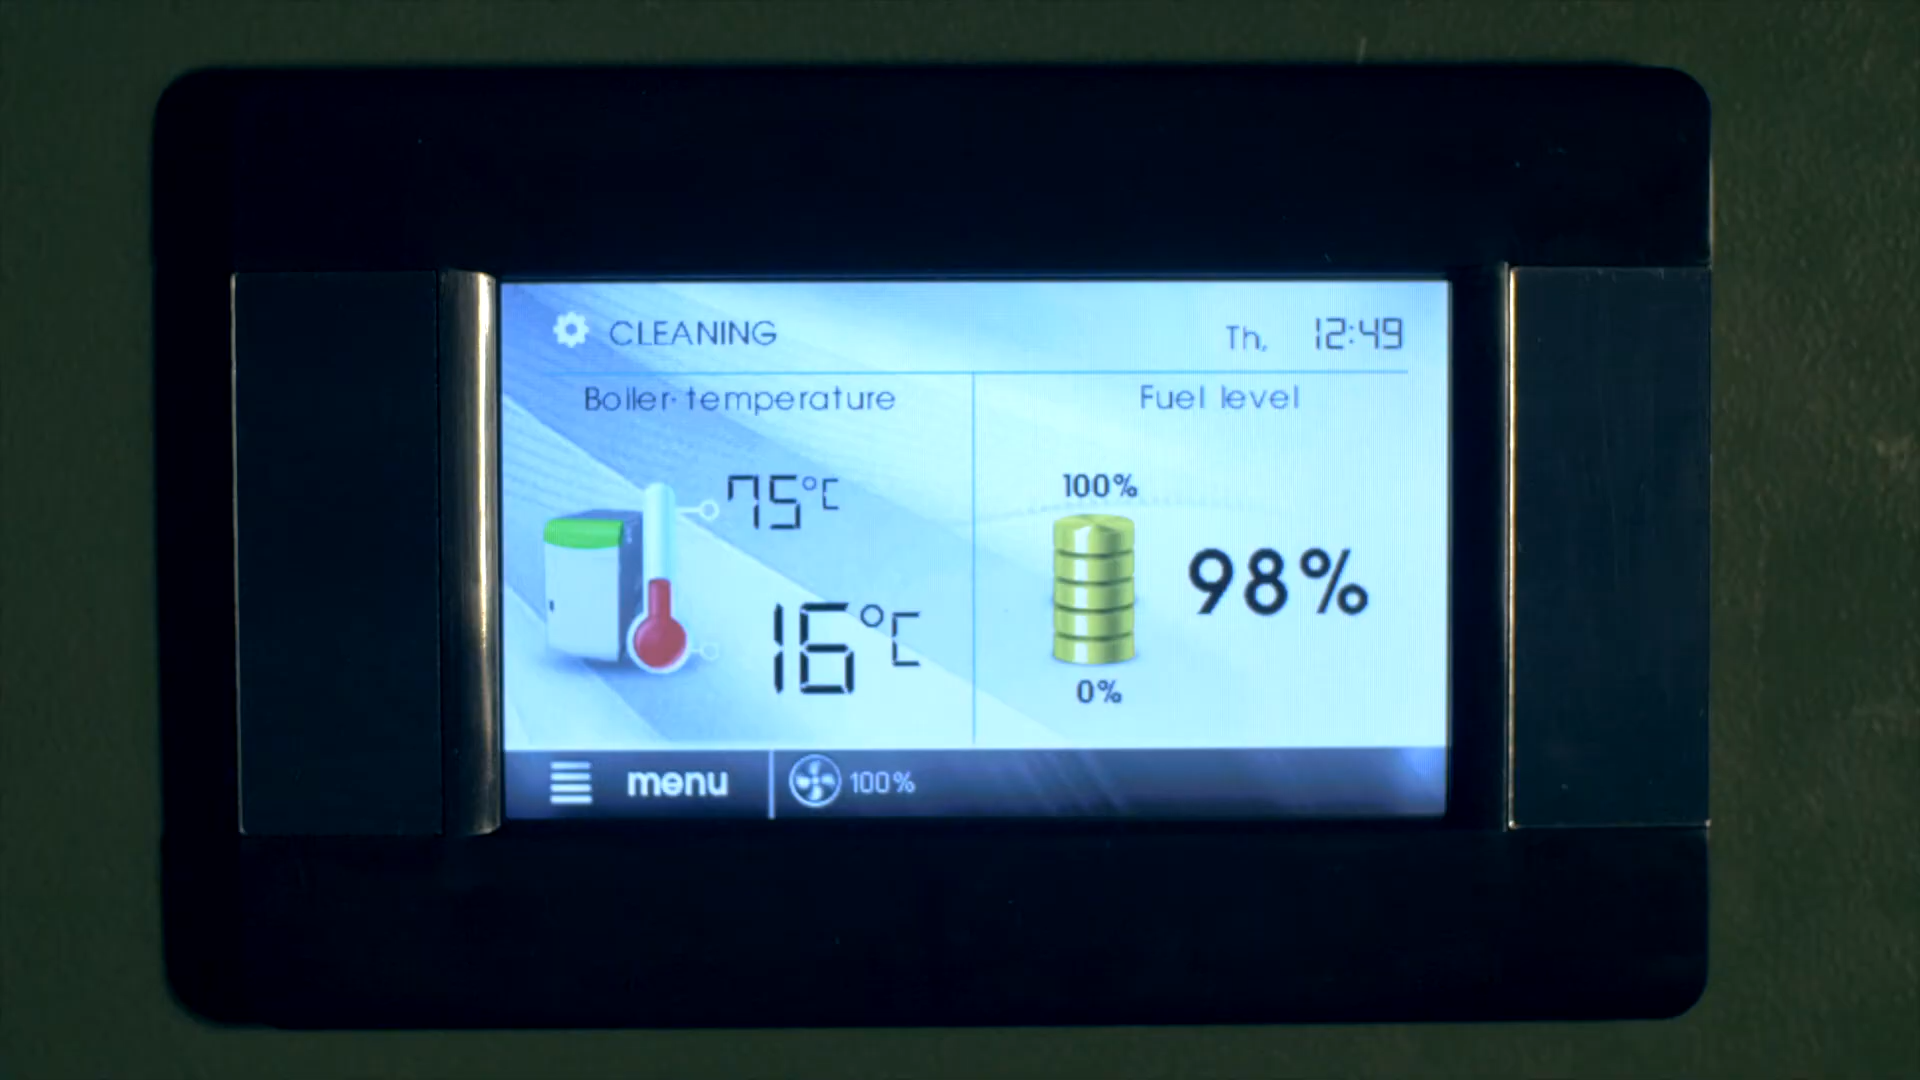 CLEANING Th, 12:49
Boiler temperature
75°C
16°C
Fuel level
100%
98%
0%
menu 100%